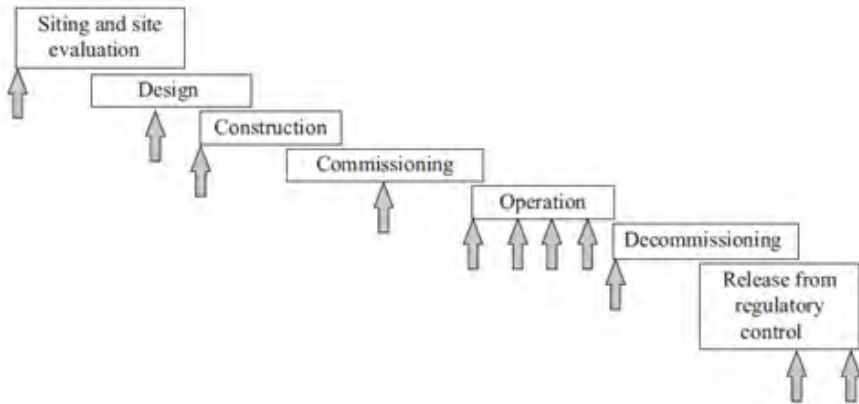 Siting and site
evaluation
Design
Construction
Commissioning
Operation
Decommissioning
Release from
regulatory
control